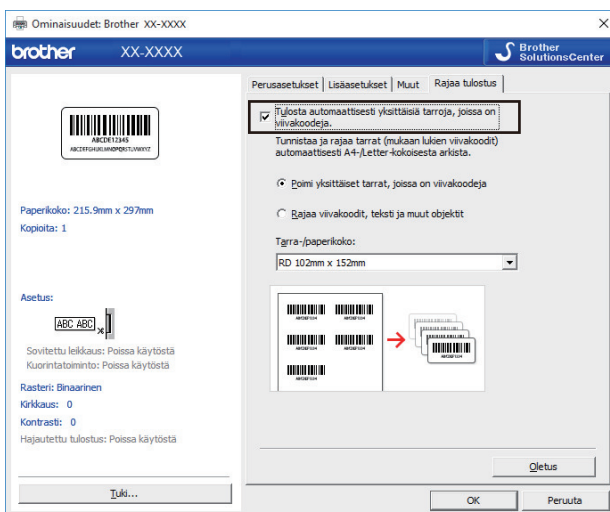 Ominaisuudet: Brother XX-XXXX
brother XX-XXXX
Brother
SolutionsCenter
ABCDE12345
Paperikoko: 215.9mm x 297mm
Kopioita: 1
Asetus:
ABC ABC
Sovitettu leikkaus: Poissa käytöstä
Kuorintatoiminto: Poissa käytöstä
Rasteri: Binaarinen
Kirkkaus: 0
Kontrasti: 0
Hajautettu tulostus: Poissa käytöstä
Tuki...
Perusasetukset Lisäasetukset Muut Rajaa tulostus
Tulosta automaattisesti yksittäisiä tarroja, joissa on
viivakoodeja.
Tunnistaa ja rajaa tarrat (mukaan lukien viivakoodit)
automaattisesti A4-/Letter-kokoisesta arkista.
Poimi yksittäiset tarrat, joissa on viivakoodeja
Rajaa viivakoodit, teksti ja muut objektit
Tarra-/paperikoko:
RD 102mm x 152mm
Oletus
OK Peruuta